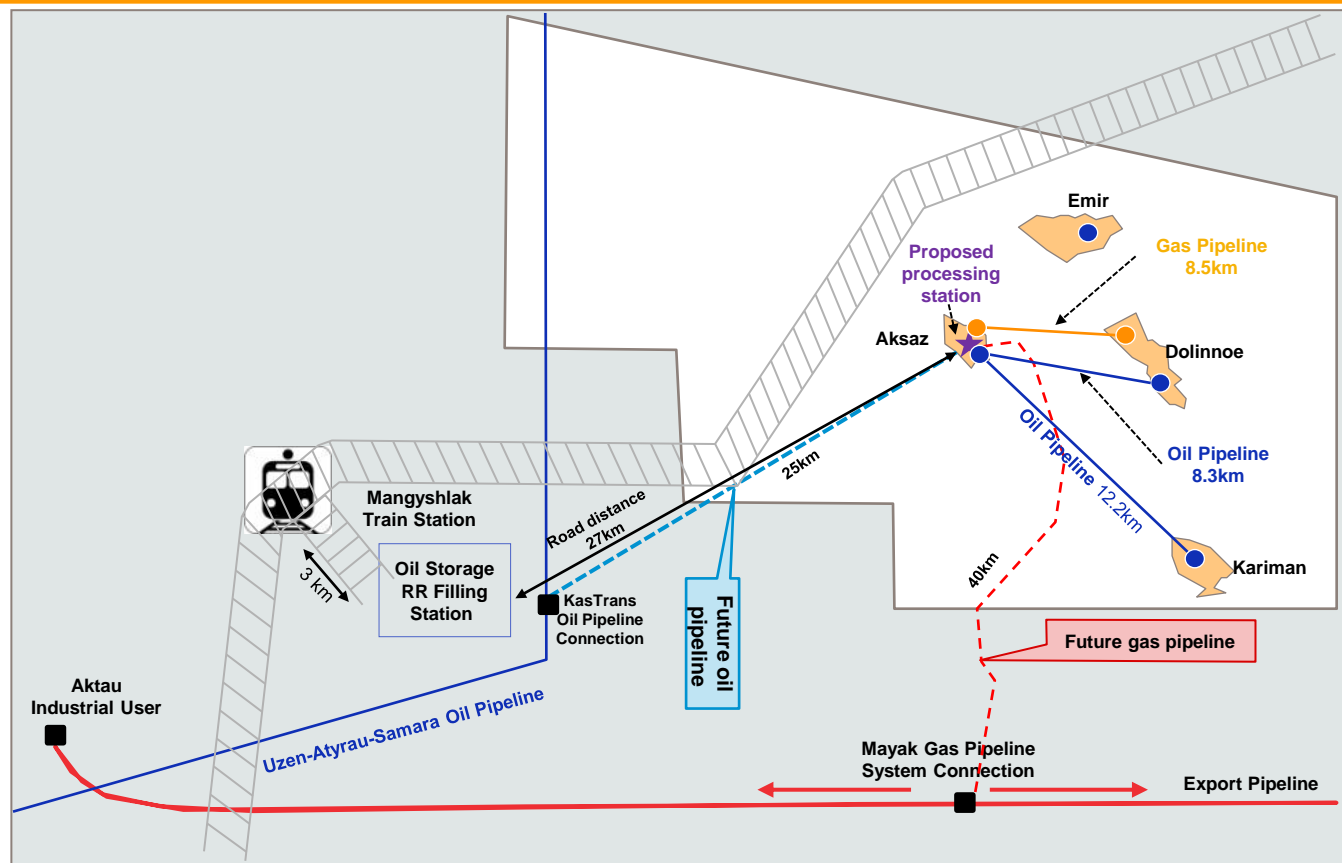 Emir
Gas Pipeline
8.5km
Proposed
processing
station
Aksaz
Dolinnoe
Oil Pipeline 12.2km
Oil Pipeline
8.3km
25km
Road distance
27km
Mangyshlak
Train Station
3 km
Oil Storage
RR Filling
Station
KasTrans
Oil Pipeline
Connection
Future oil
pipeline
40km
Kariman
Future gas pipeline
Aktau
Industrial User
Uzen-Atyrau-Samara Oil Pipeline
Mayak Gas Pipeline
System Connection
Export Pipeline